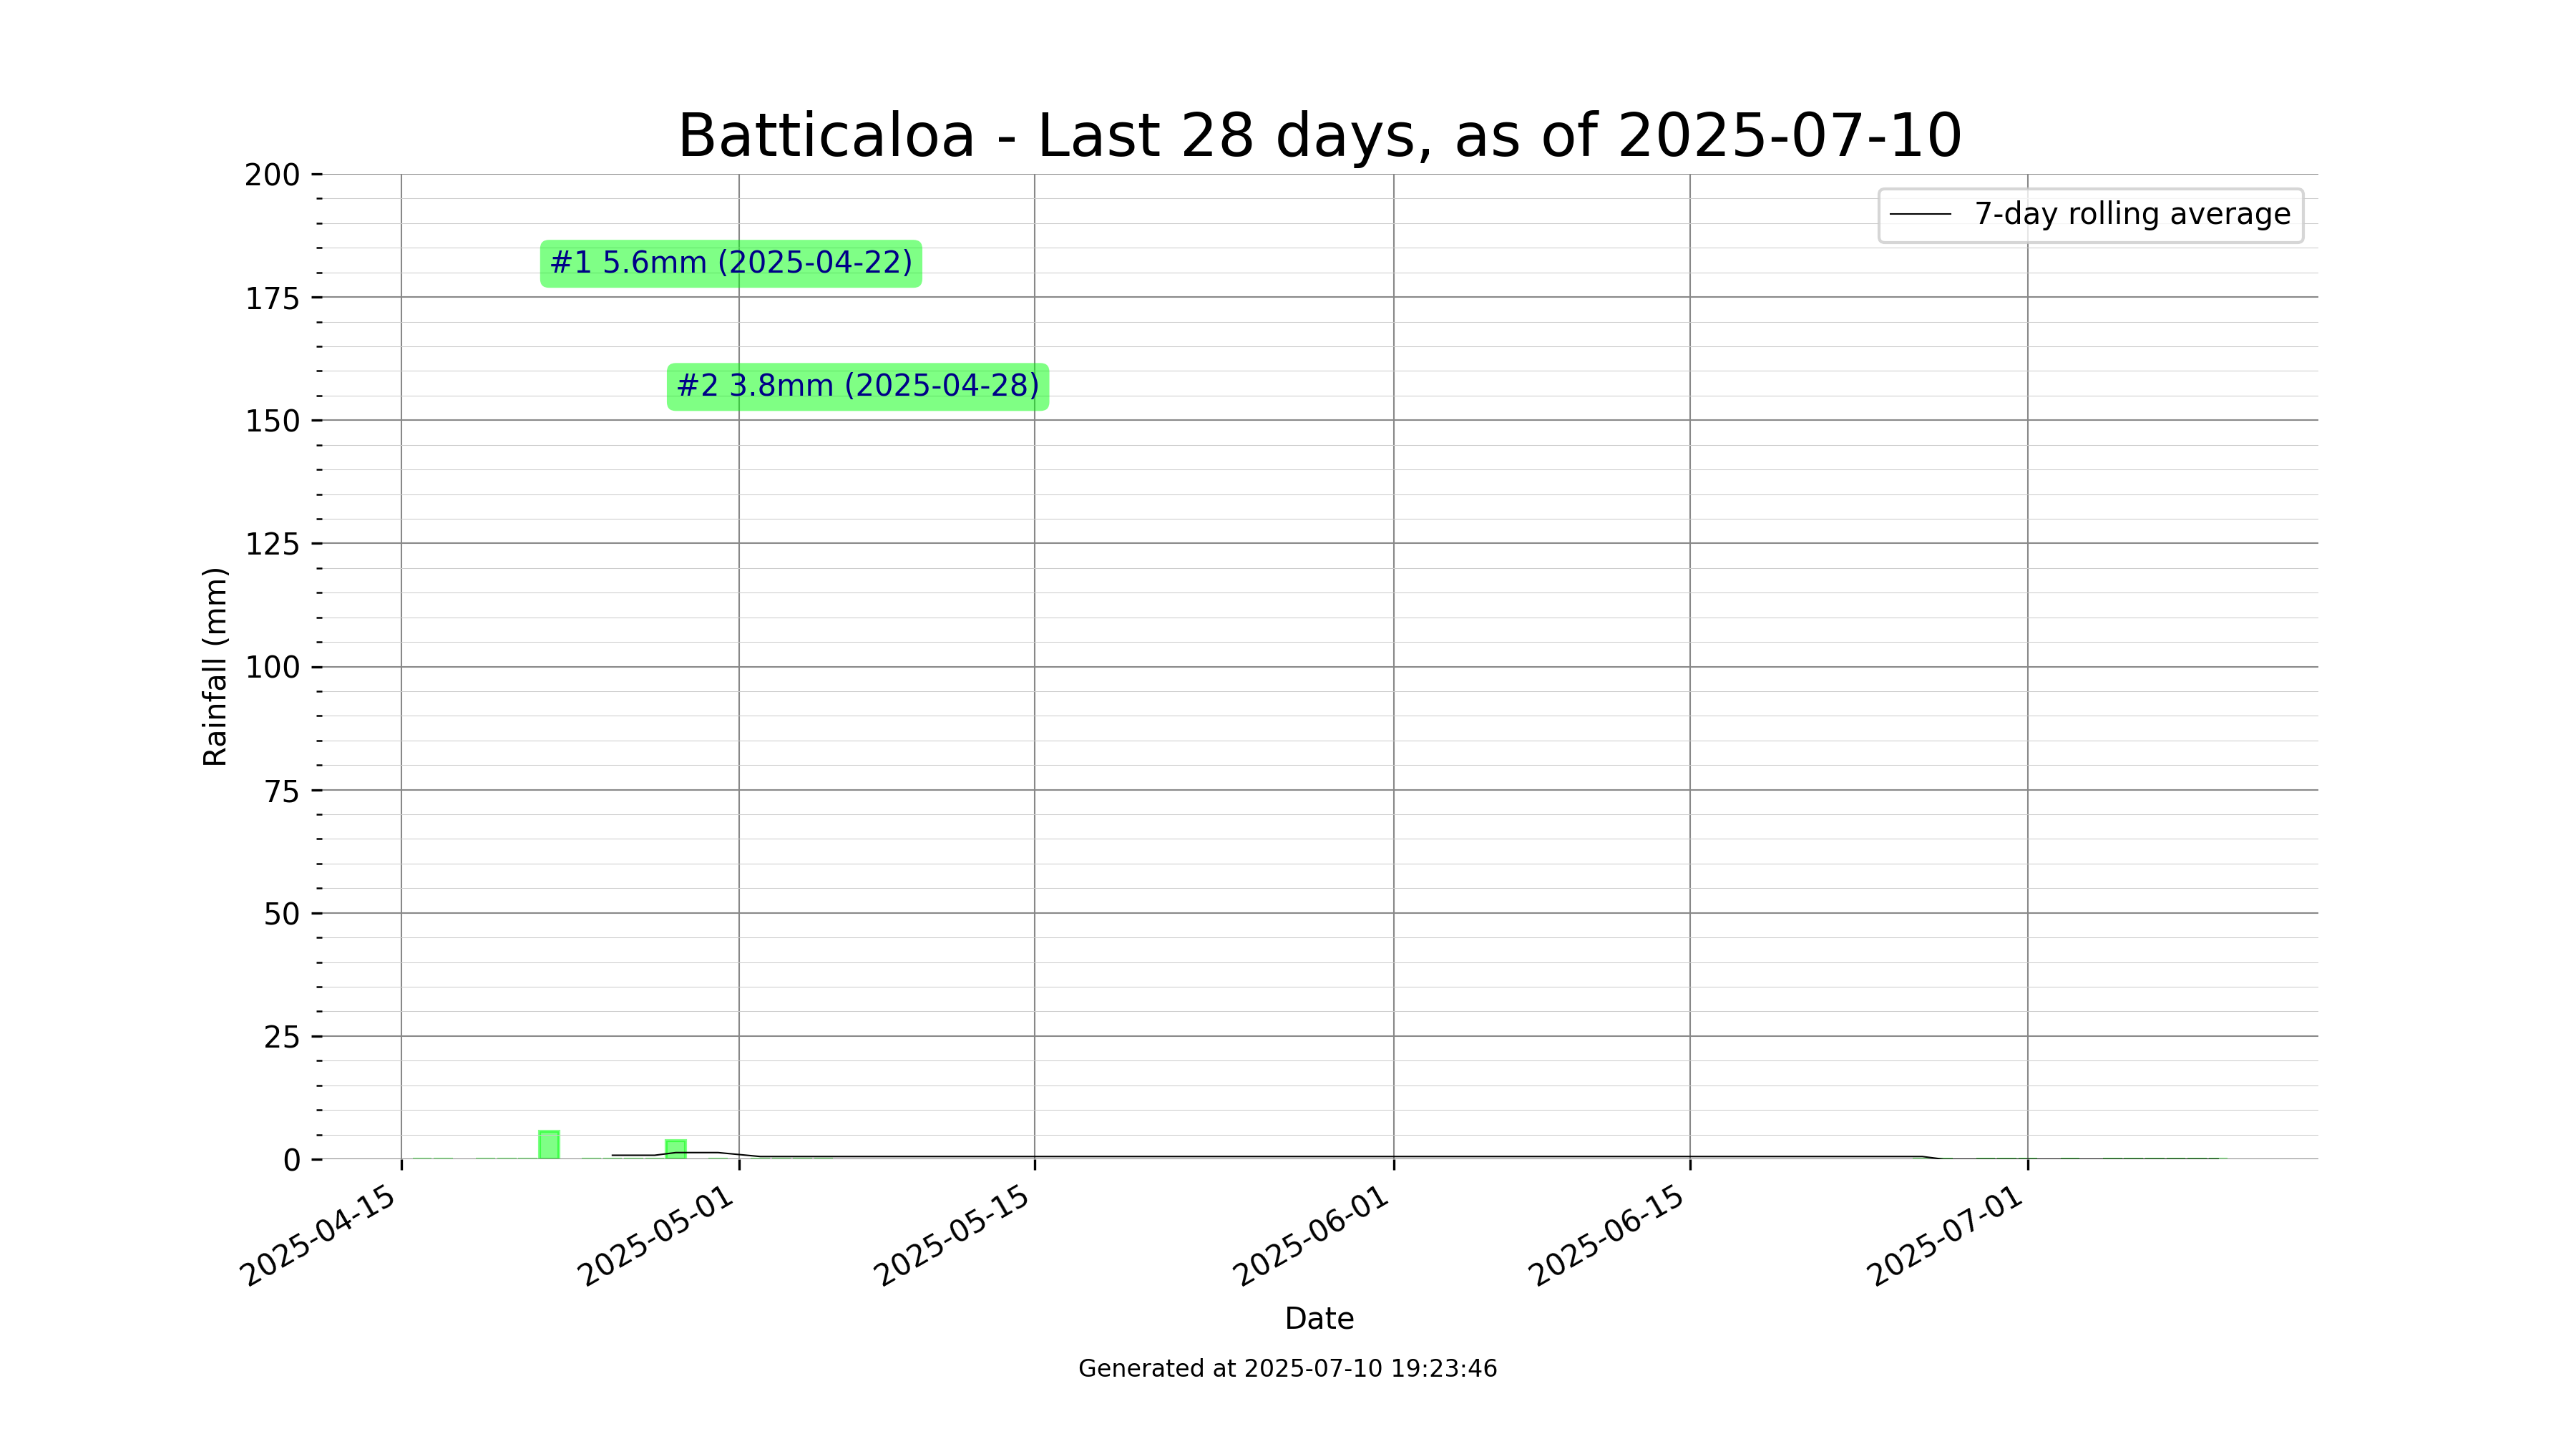 Batticaloa - Last 28 days, as of 2025-07-10
200
175
150
125
100
75
50
25
0
Rainfall (mm)
7-day rolling average
#1 5.6mm (2025-04-22)
#2 3.8mm (2025-04-28)
2025-04-15
2025-05-01
2025-05-15
2025-06-01
2025-06-15
2025-07-01
Date
Generated at 2025-07-10 19:23:46